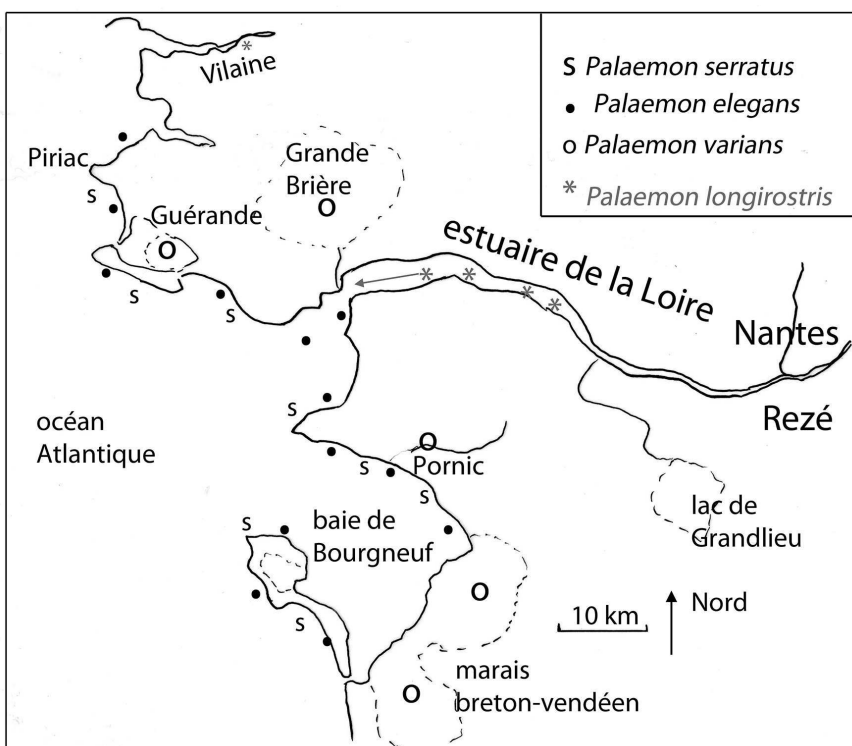 Vilaine
S Palaemon serratus
• Palaemon elegans
o Palaemon varians
* Palaemon longirostris
Piriac
Grande
Brière
s
Guérande
O
O
estuaire de la Loire
s
s
Nantes
Rezé
s
océan
Atlantique
O
s
Pornic
s
lac de
Grandlieu
s
baie de
Bourgneuf
O
10 km
Nord
s
marais
breton-vendéen
O